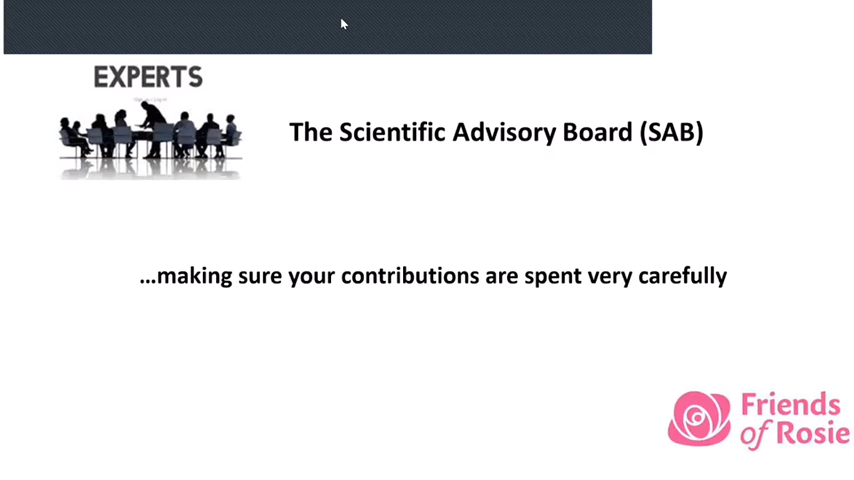 EXPERTS
The Scientific Advisory Board (SAB)
…making sure your contributions are spent very carefully
Friends
of Rosie